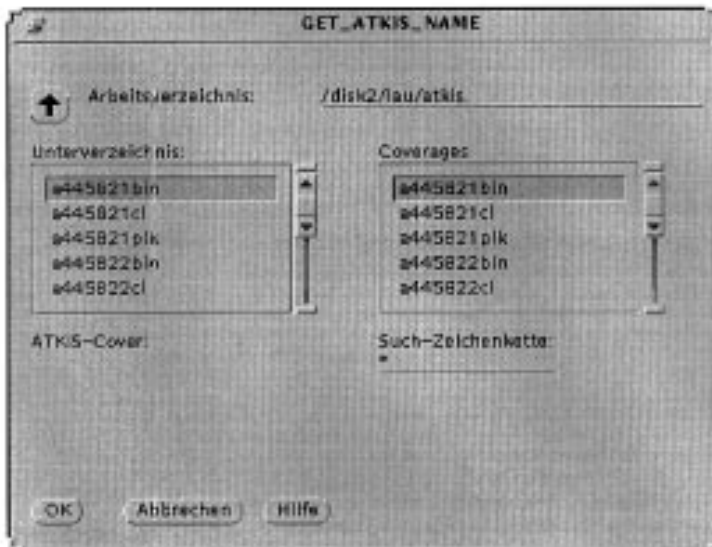 GET_ATKIS_NAME
Arbeitsverzeichnis: /disk2/lau/atkis
Unterverzeichnis:
a445821bin
a445821cl
a445821plk
a445822bin
a445822cl
Coverages
a445821bin
a445821cl
a445821plk
a445822bin
a445822cl
ATKIS-Cover:
Such-Zeichenkette:
*
OK
Abbrechen
Hilfe